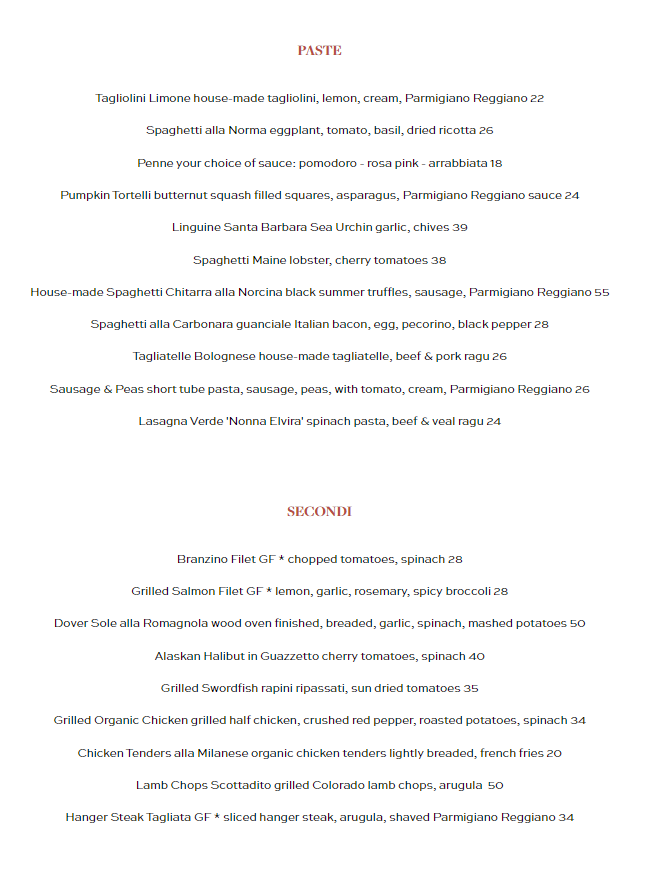 PASTE
Tagliolini Limone house-made tagliolini, lemon, cream, Parmigiano Reggiano 22
Spaghetti alla Norma eggplant, tomato, basil, dried ricotta 26
Penne your choice of sauce: pomodoro - rosa pink - arrabbiata 18
Pumpkin Tortelli butternut squash filled squares, asparagus, Parmigiano Reggiano sauce 24
Linguine Santa Barbara Sea Urchin garlic, chives 39
Spaghetti Maine lobster, cherry tomatoes 38
House-made Spaghetti Chitarra alla Norcina black summer truffles, sausage, Parmigiano Reggiano 55
Spaghetti alla Carbonara guanciale Italian bacon, egg, pecorino, black pepper 28
Tagliatelle Bolognese house-made tagliatelle, beef & pork ragu 26
Sausage & Peas short tube pasta, sausage, peas, with tomato, cream, Parmigiano Reggiano 26
Lasagna Verde 'Nonna Elvira' spinach pasta, beef & veal ragu 24
SECONDI
Branzino Filet GF * chopped tomatoes, spinach 28
Grilled Salmon Filet GF * lemon, garlic, rosemary, spicy broccoli 28
Dover Sole alla Romagnola wood oven finished, breaded, garlic, spinach, mashed potatoes 50
Alaskan Halibut in Guazzetto cherry tomatoes, spinach 40
Grilled Swordfish rapini ripassati, sun dried tomatoes 35
Grilled Organic Chicken grilled half chicken, crushed red pepper, roasted potatoes, spinach 34
Chicken Tenders alla Milanese organic chicken tenders lightly breaded, french fries 20
Lamb Chops Scottadito grilled Colorado lamb chops, arugula 50
Hanger Steak Tagliata GF * sliced hanger steak, arugula, shaved Parmigiano Reggiano 34